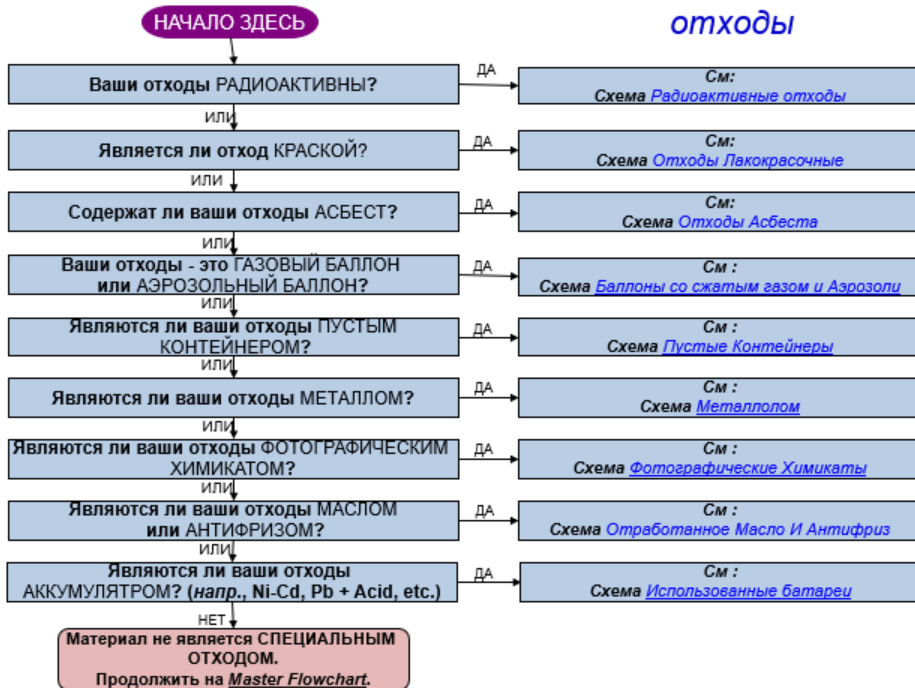 НАЧАЛО ЗДЕСЬ
отходы
Ваши отходы РАДИОАКТИВНЫ?
ДА
См:
Схема Радиоактивные отходы
ИЛИ
Является ли отход КРАСКОЙ?
ДА
См:
Схема Отходы Лакокрасочные
ИЛИ
Содержат ли ваши отходы АСБЕСТ?
ДА
См:
Схема Отходы Асбеста
ИЛИ
Ваши отходы - это ГАЗОВЫЙ БАЛЛОН
или АЭРОЗОЛЬНЫЙ БАЛЛОН?
ДА
См :
Схема Баллоны со сжатым газом и Аэрозоли
ИЛИ
Являются ли ваши отходы ПУСТЫМ
КОНТЕЙНЕРОМ?
ДА
См :
Схема Пустые Контейнеры
ИЛИ
Являются ли ваши отходы МЕТАЛЛОМ?
ДА
См :
Схема Металлолом
ИЛИ
Являются ли ваши отходы ФОТОГРАФИЧЕСКИМ
ХИМИКАТОМ?
ДА
См :
Схема Фотографические Химикаты
ИЛИ
Являются ли ваши отходы МАСЛОМ
или АНТИФРИЗОМ?
ДА
См :
Схема Отработанное Масло И Антифриз
ИЛИ
Являются ли ваши отходы
АККУМУЛЯТРОМ? (напр., Ni-Cd, Pb + Acid, etc.)
ДА
См :
Схема Использованные батареи
НЕТ
Материал не является СПЕЦИАЛЬНЫМ
ОТХОДОМ.
Продолжить на Master Flowchart.